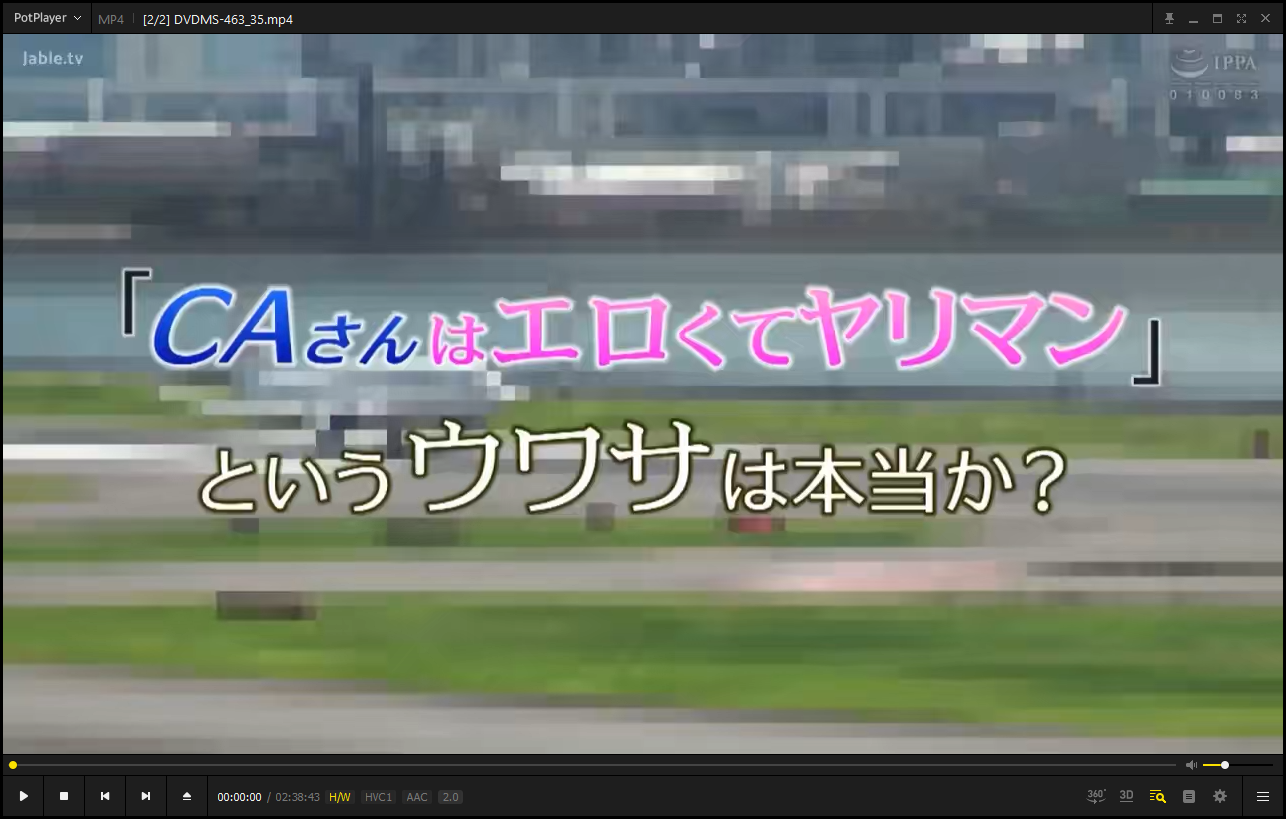 PotPlayer MP4 [2/2] DVDMS-463_35.mp4
Jable.tv
IPPA
010083
「CAさんはエロくてヤリマン」
というウワサは本当か?
00:00:00 / 02:38:43 H/W HVC1 AAC 2.0 360° 3D